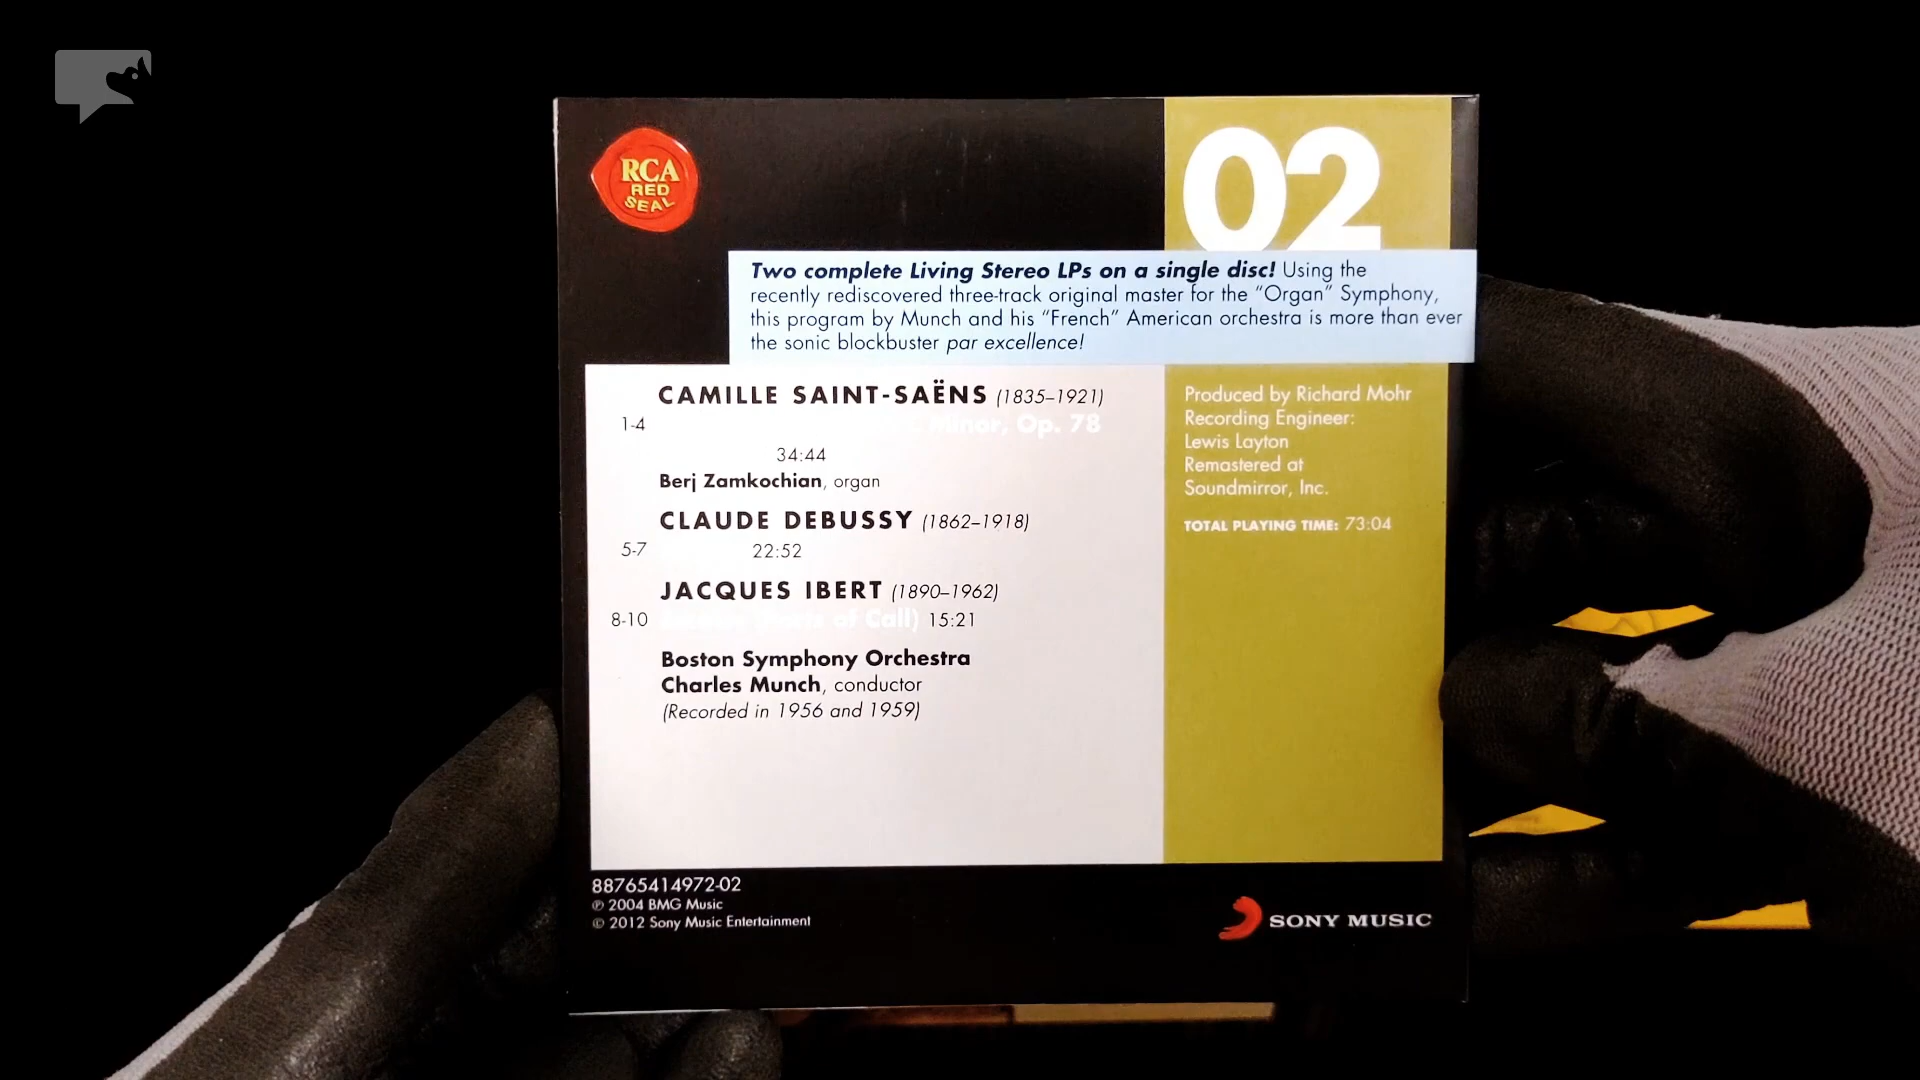 RCA
RED
SEAL
02
Two complete Living Stereo LPs on a single disc! Using the
recently rediscovered three-track original master for the “Organ” Symphony,
this program by Munch and his “French” American orchestra is more than ever
the sonic blockbuster par excellence!
CAMILLE SAINT-SAËNS (1835–1921)
1-4 Minor, Op. 78
34:44
Berj Zamkochian, organ
CLAUDE DEBUSSY (1862–1918)
5-7 22:52
JACQUES IBERT (1890–1962)
8-10 of Call) 15:21
Boston Symphony Orchestra
Charles Munch, conductor
(Recorded in 1956 and 1959)
Produced by Richard Mohr
Recording Engineer:
Lewis Layton
Remastered at
Soundmirror, Inc.
TOTAL PLAYING TIME: 73:04
88765414972-02
℗ 2004 BMG Music
© 2012 Sony Music Entertainment
SONY MUSIC